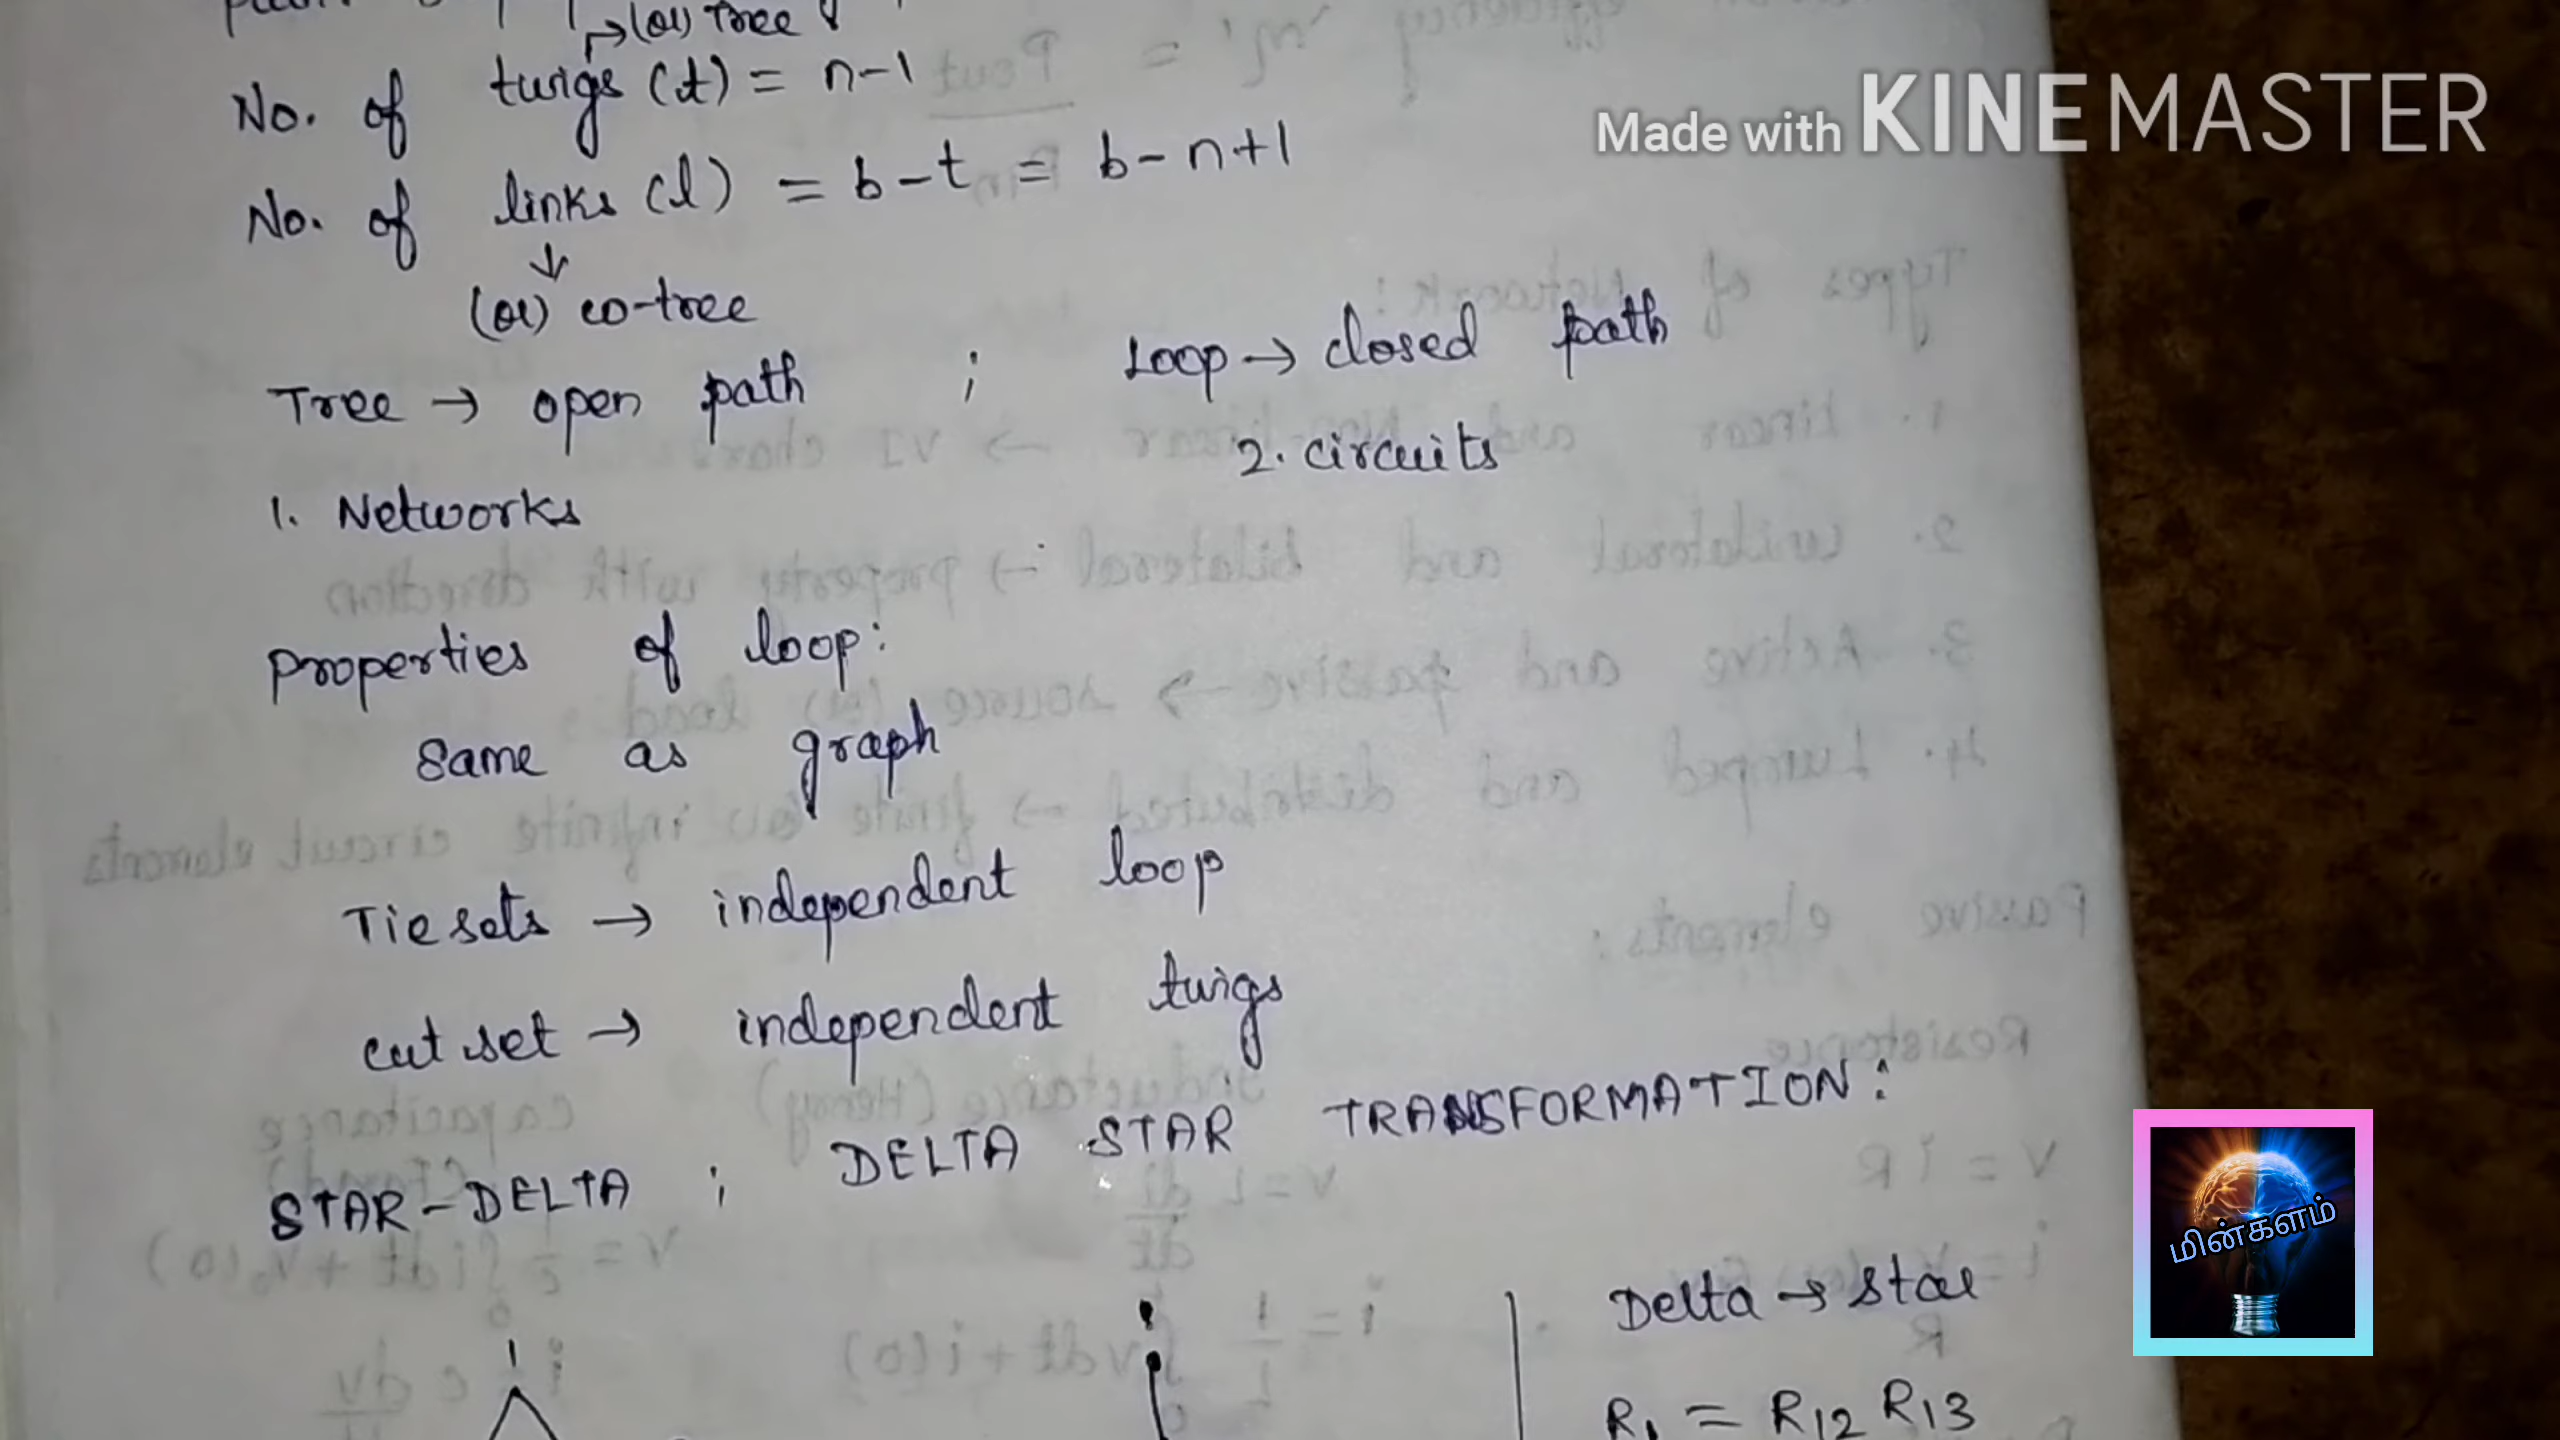 (or) Tree
No. of twigs (t) = n-1
No. of links (l) = b-t = b-n+1
(or) co-tree
Tree → open path ; Loop → closed path
1. Networks 2. circuits
Properties of loop:
same as graph
Tiesets → independent loop
cut set → independent twigs
STAR-DELTA ; DELTA STAR TRANSFORMATION:
1
Delta → star
R1 = R12 R13
Made with KINEMASTER
மின்களம்